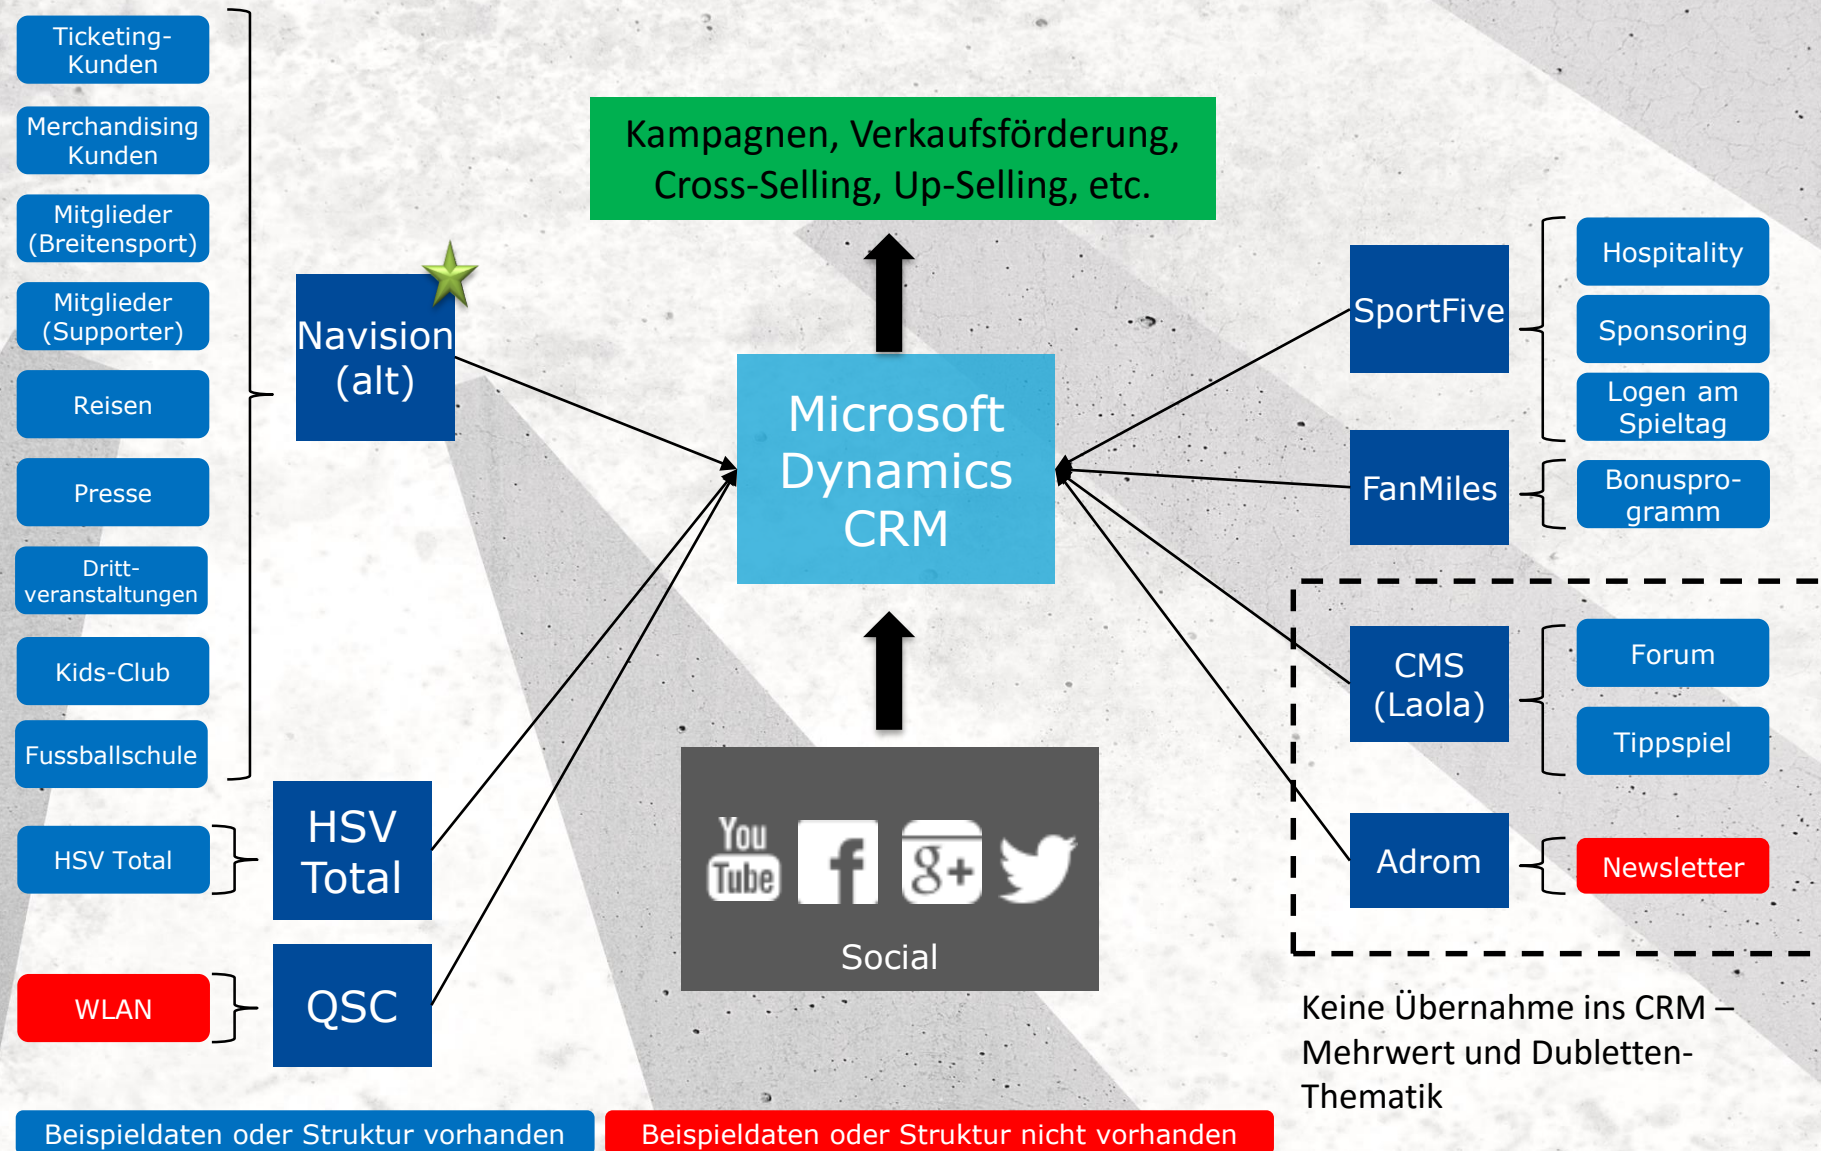 Ticketing-
Kunden
Merchandising
Kunden
Mitglieder
(Breitensport)
Mitglieder
(Supporter)
Reisen
Presse
Dritt-
veranstaltungen
Kids-Club
Fussballschule
HSV Total
WLAN
Navision
(alt)
HSV
Total
QSC
Kampagnen, Verkaufsförderung,
Cross-Selling, Up-Selling, etc.
Microsoft
Dynamics
CRM
You
Tube
f
g+
Social
SportFive
FanMiles
CMS
(Laola)
Adrom
Hospitality
Sponsoring
Logen am
Spieltag
Bonuspro-
gramm
Forum
Tippspiel
Newsletter
Keine Übernahme ins CRM –
Mehrwert und Dubletten-
Thematik
Beispieldaten oder Struktur vorhanden
Beispieldaten oder Struktur nicht vorhanden